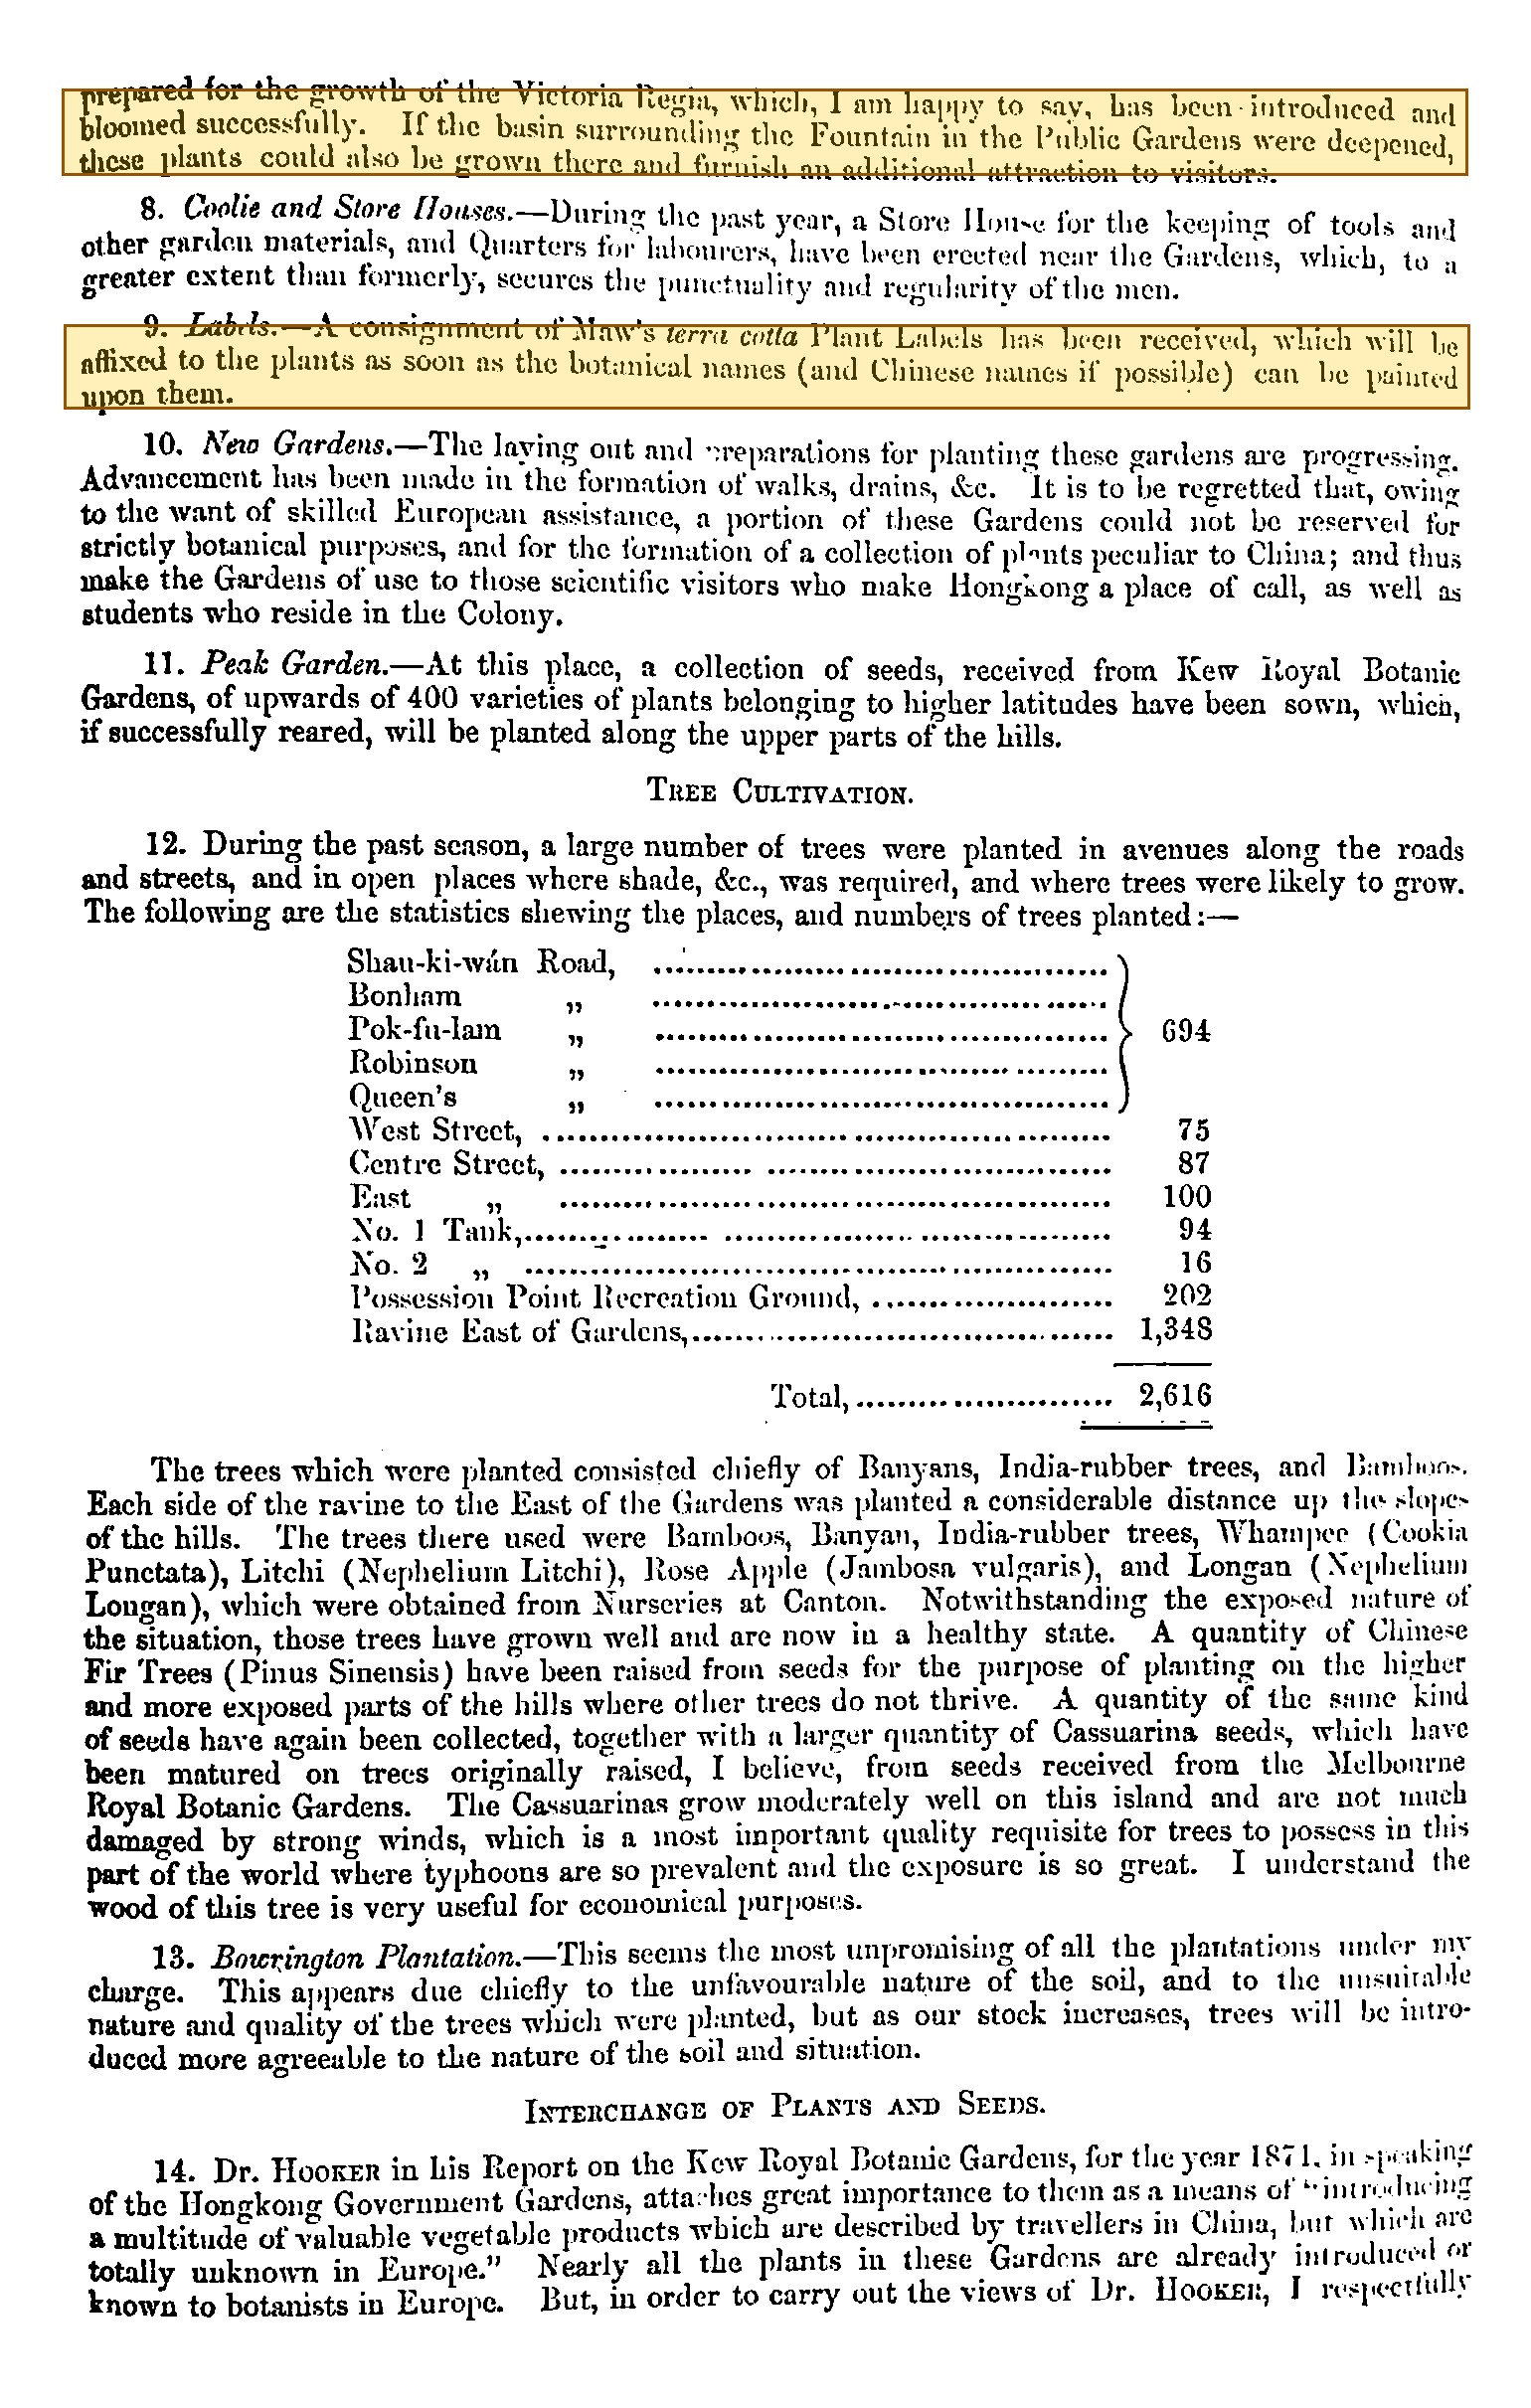 prepared for the growth of the Victoria Regia, which, I am happy to say, has been introduced and
bloomed successfully. If the basin surrounding the Fountain in the Public Gardens were deepened,
these plants could also be grown there and furnish an additional attraction to visitors.
8. Coolie and Store Houses.—During the past year, a Store House for the keeping of tools and
other garden materials, and Quarters for labourers, have been erected near the Gardens, which, to a
greater extent than formerly, secures the punctuality and regularity of the men.
9. Labels.—A consignment of Maw's terra cotta Plant Labels has been received, which will be
affixed to the plants as soon as the botanical names (and Chinese names if possible) can be painted
upon them.
10. New Gardens.—The laying out and preparations for planting these gardens are progressing.
Advancement has been made in the formation of walks, drains, &c. It is to be regretted that, owing
to the want of skilled European assistance, a portion of these Gardens could not be reserved for
strictly botanical purposes, and for the formation of a collection of plants peculiar to China; and thus
make the Gardens of use to those scientific visitors who make Hongkong a place of call, as well as
students who reside in the Colony.
11. Peak Garden.—At this place, a collection of seeds, received from Kew Royal Botanic
Gardens, of upwards of 400 varieties of plants belonging to higher latitudes have been sown, which,
if successfully reared, will be planted along the upper parts of the hills.
TREE CULTIVATION.
12. During the past season, a large number of trees were planted in avenues along the roads
and streets, and in open places where shade, &c., was required, and where trees were likely to grow.
The following are the statistics shewing the places, and numbers of trees planted:—
Shau-ki-wán Road, ........................................
Bonham „ ........................................
Pok-fu-lam „ ........................................ 694
Robinson „ ........................................
Queen's „ ........................................
West Street, ........................................ 75
Centre Street, ........................................ 87
East „ ........................................ 100
No. 1 Tank, ........................................ 94
No. 2 „ ........................................ 16
Possession Point Recreation Ground, ...................... 202
Ravine East of Gardens, .................................. 1,348
Total, ........................ 2,616
The trees which were planted consisted chiefly of Banyans, India-rubber trees, and Bamboos.
Each side of the ravine to the East of the Gardens was planted a considerable distance up the slopes
of the hills. The trees there used were Bamboos, Banyan, India-rubber trees, Whampee (Cookia
Punctata), Litchi (Nephelium Litchi), Rose Apple (Jambosa vulgaris), and Longan (Nephelium
Longan), which were obtained from Nurseries at Canton. Notwithstanding the exposed nature of
the situation, those trees have grown well and are now in a healthy state. A quantity of Chinese
Fir Trees (Pinus Sinensis) have been raised from seeds for the purpose of planting on the higher
and more exposed parts of the hills where other trees do not thrive. A quantity of the same kind
of seeds have again been collected, together with a larger quantity of Cassuarina seeds, which have
been matured on trees originally raised, I believe, from seeds received from the Melbourne
Royal Botanic Gardens. The Cassuarinas grow moderately well on this island and are not much
damaged by strong winds, which is a most important quality requisite for trees to possess in this
part of the world where typhoons are so prevalent and the exposure is so great. I understand the
wood of this tree is very useful for economical purposes.
13. Bowrington Plantation.—This seems the most unpromising of all the plantations under my
charge. This appears due chiefly to the unfavourable nature of the soil, and to the unsuitable
nature and quality of the trees which were planted, but as our stock increases, trees will be intro-
duced more agreeable to the nature of the soil and situation.
INTERCHANGE OF PLANTS AND SEEDS.
14. Dr. HOOKER in his Report on the Kew Royal Botanic Gardens, for the year 1871, in speaking
of the Hongkong Government Gardens, attaches great importance to them as a means of "introducing
a multitude of valuable vegetable products which are described by travellers in China, but which are
totally unknown in Europe." Nearly all the plants in these Gardens are already introduced or
known to botanists in Europe. But, in order to carry out the views of Dr. HOOKER, I respectfully